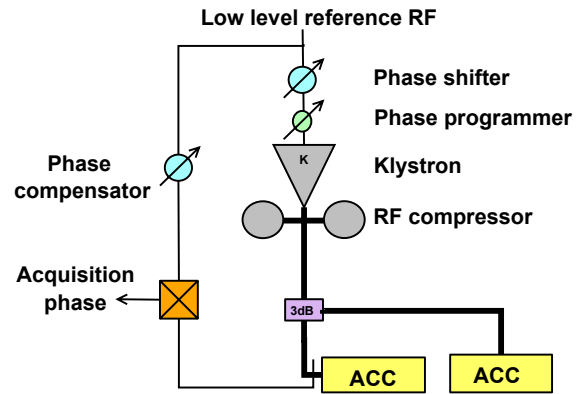 Low level reference RF
Phase shifter
Phase programmer
K
Klystron
Phase
compensator
RF compressor
Acquisition
phase
3dB
ACC
ACC